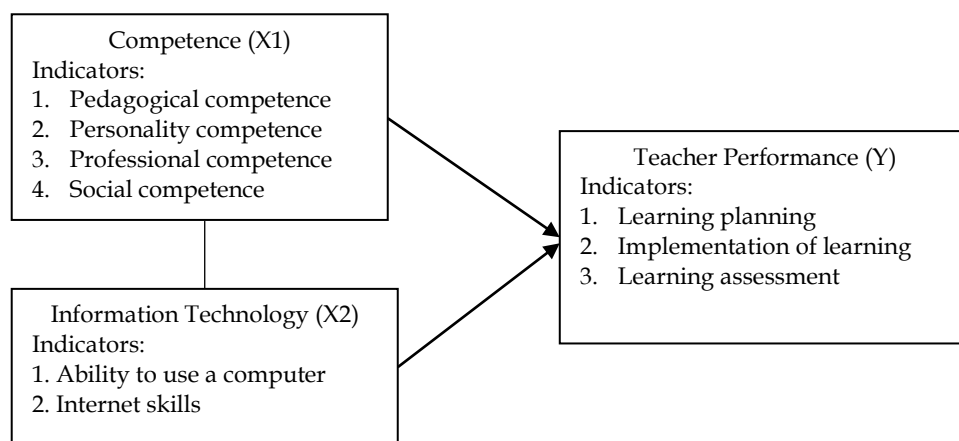 Competence (X1)
Indicators:
1. Pedagogical competence
2. Personality competence
3. Professional competence
4. Social competence
Teacher Performance (Y)
Indicators:
1. Learning planning
2. Implementation of learning
3. Learning assessment
Information Technology (X2)
Indicators:
1. Ability to use a computer
2. Internet skills